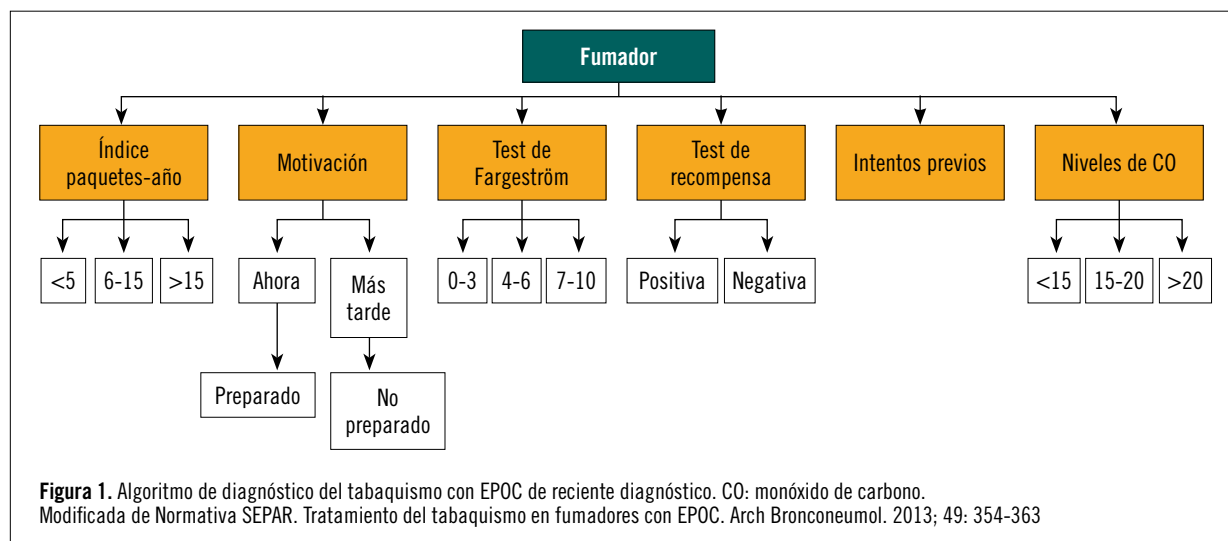 Fumador
Índice
paquetes-año
Motivación
Test de
Fargeström
Test de
recompensa
Intentos previos
Niveles de CO
<5
6-15
>15
Ahora
Más
tarde
0-3
4-6
7-10
Positiva
Negativa
<15
15-20
>20
Preparado
No
preparado
Figura 1. Algoritmo de diagnóstico del tabaquismo con EPOC de reciente diagnóstico. CO: monóxido de carbono.
Modificada de Normativa SEPAR. Tratamiento del tabaquismo en fumadores con EPOC. Arch Bronconeumol. 2013; 49: 354-363